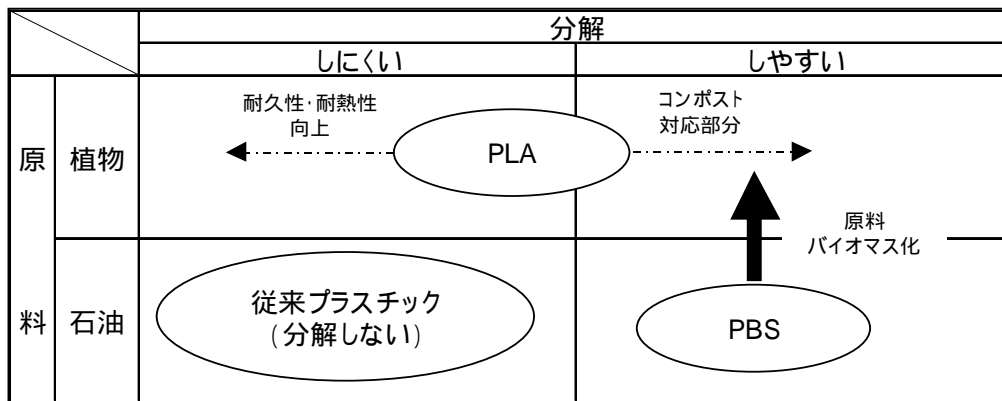 分解
しにくい
しやすい
原料
植物
耐久性・耐熱性
向上
PLA
コンポスト
対応部分
原料
バイオマス化
石油
従来プラスチック
(分解しない)
PBS